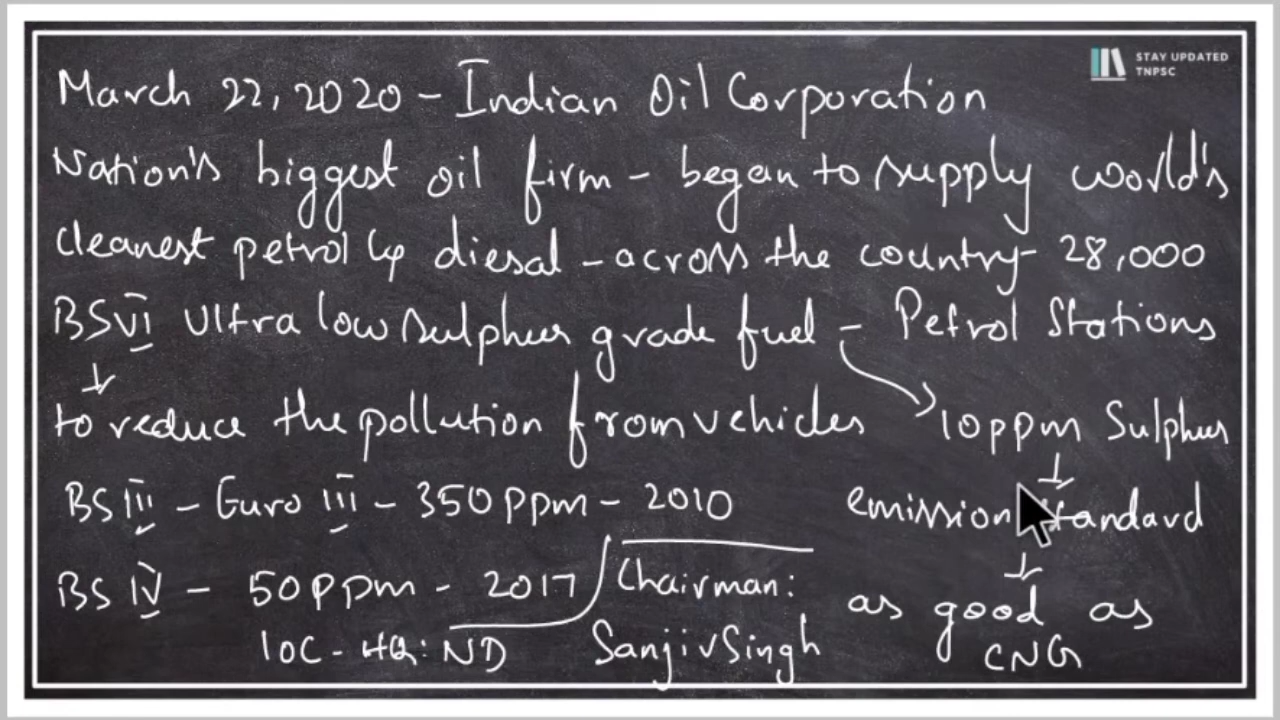 STAY UPDATED
TNPSC
March 22, 2020 - Indian Oil Corporation
Nation's biggest oil firm - began to supply world's
cleanest petrol & diesal - across the country - 28,000
BSVI Ultra low sulphur grade fuel - Petrol Stations
to reduce the pollution from vehicles
10ppm Sulphur
BS III - Euro III - 350 ppm - 2010
emission standard
BS IV - 50ppm - 2017
Chairman:
as good as
IOC - HQ: ND
Sanjiv Singh
CNG